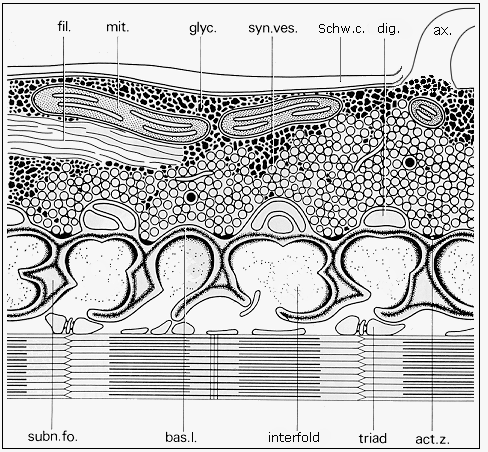 fil. mit. glyc. syn.ves. Schw.c. dig. ax.
subn.fo. bas.l. interfold triad act.z.